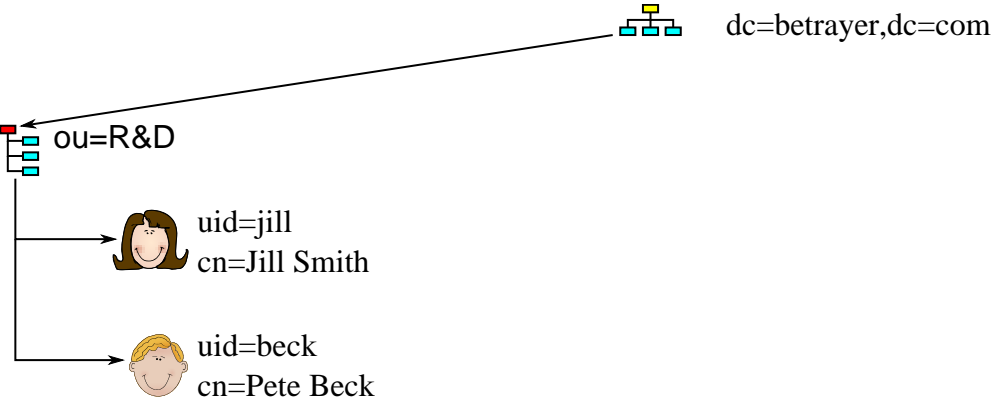 dc=betrayer,dc=com
ou=R&D
uid=jill
cn=Jill Smith
uid=beck
cn=Pete Beck